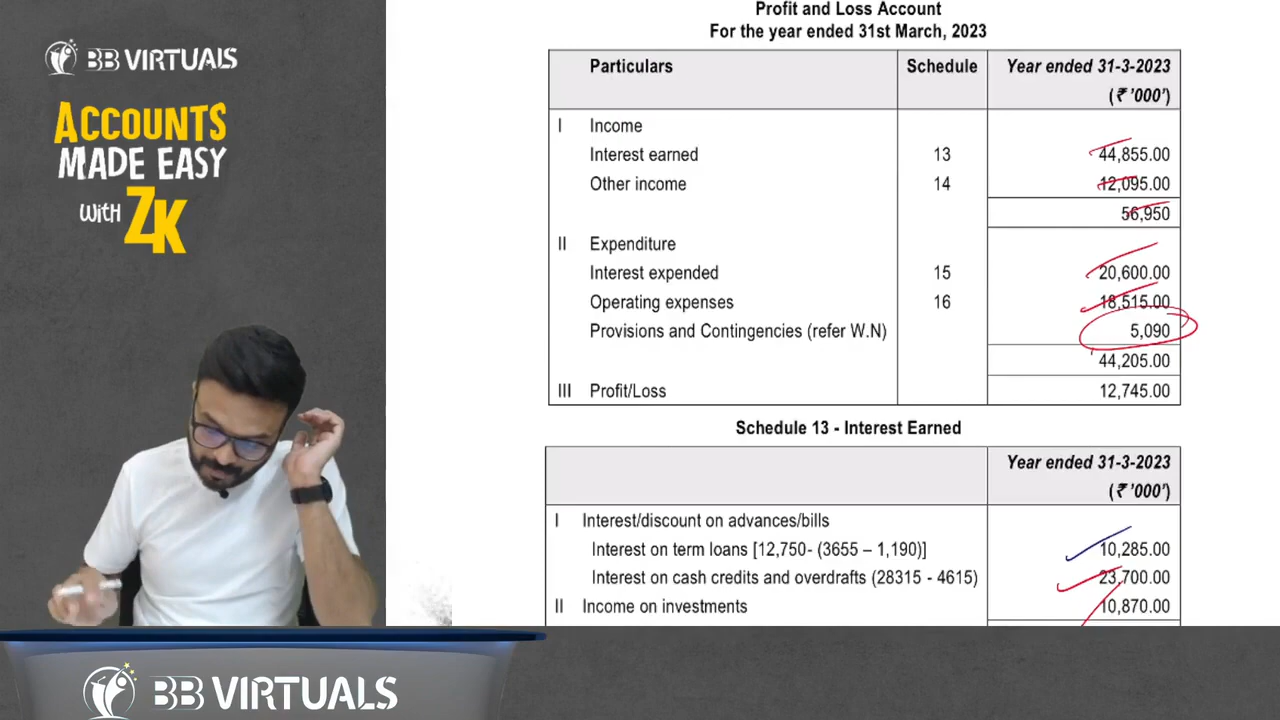 BB VIRTUALS
ACCOUNTS
MADE EASY
with ZK
Profit and Loss Account
For the year ended 31st March, 2023
Particulars Schedule Year ended 31-3-2023
(₹ '000')
I Income
Interest earned 13 44,855.00
Other income 14 12,095.00
56,950
II Expenditure
Interest expended 15 20,600.00
Operating expenses 16 18,515.00
Provisions and Contingencies (refer W.N) 5,090
44,205.00
III Profit/Loss 12,745.00
Schedule 13 - Interest Earned
Year ended 31-3-2023
(₹ '000')
I Interest/discount on advances/bills
Interest on term loans [12,750- (3655 – 1,190)] 10,285.00
Interest on cash credits and overdrafts (28315 - 4615) 23,700.00
II Income on investments 10,870.00
BB VIRTUALS